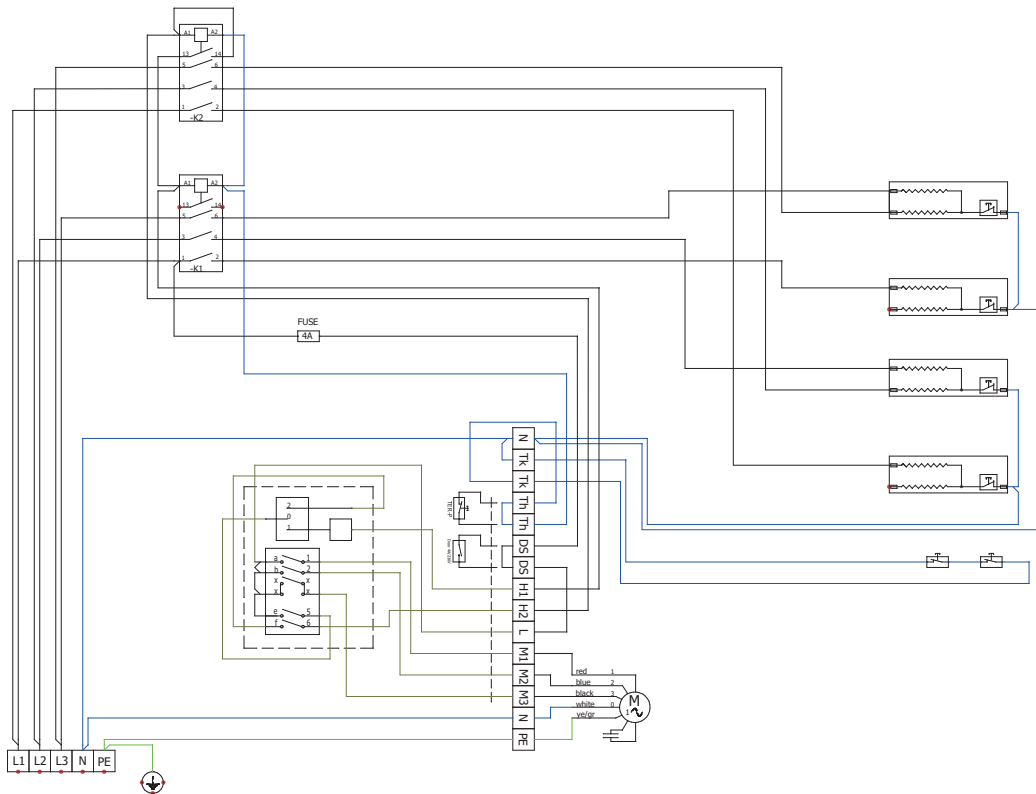 A1 A2
13 14
5 6
3 4
1 2
-K2
A1 A2
13 14
5 6
3 4
1 2
-K1
FUSE
4A
N
Tk
Tk
Th
Th
DS
DS
H1
H2
L
M1
M2
M3
N
PE
TER-P
2
0
1
a 1
b 2
x x
x x
e 5
f 6
red 1
blue 2
black 3
white 0
ye/gr
M
1
L1 L2 L3 N PE